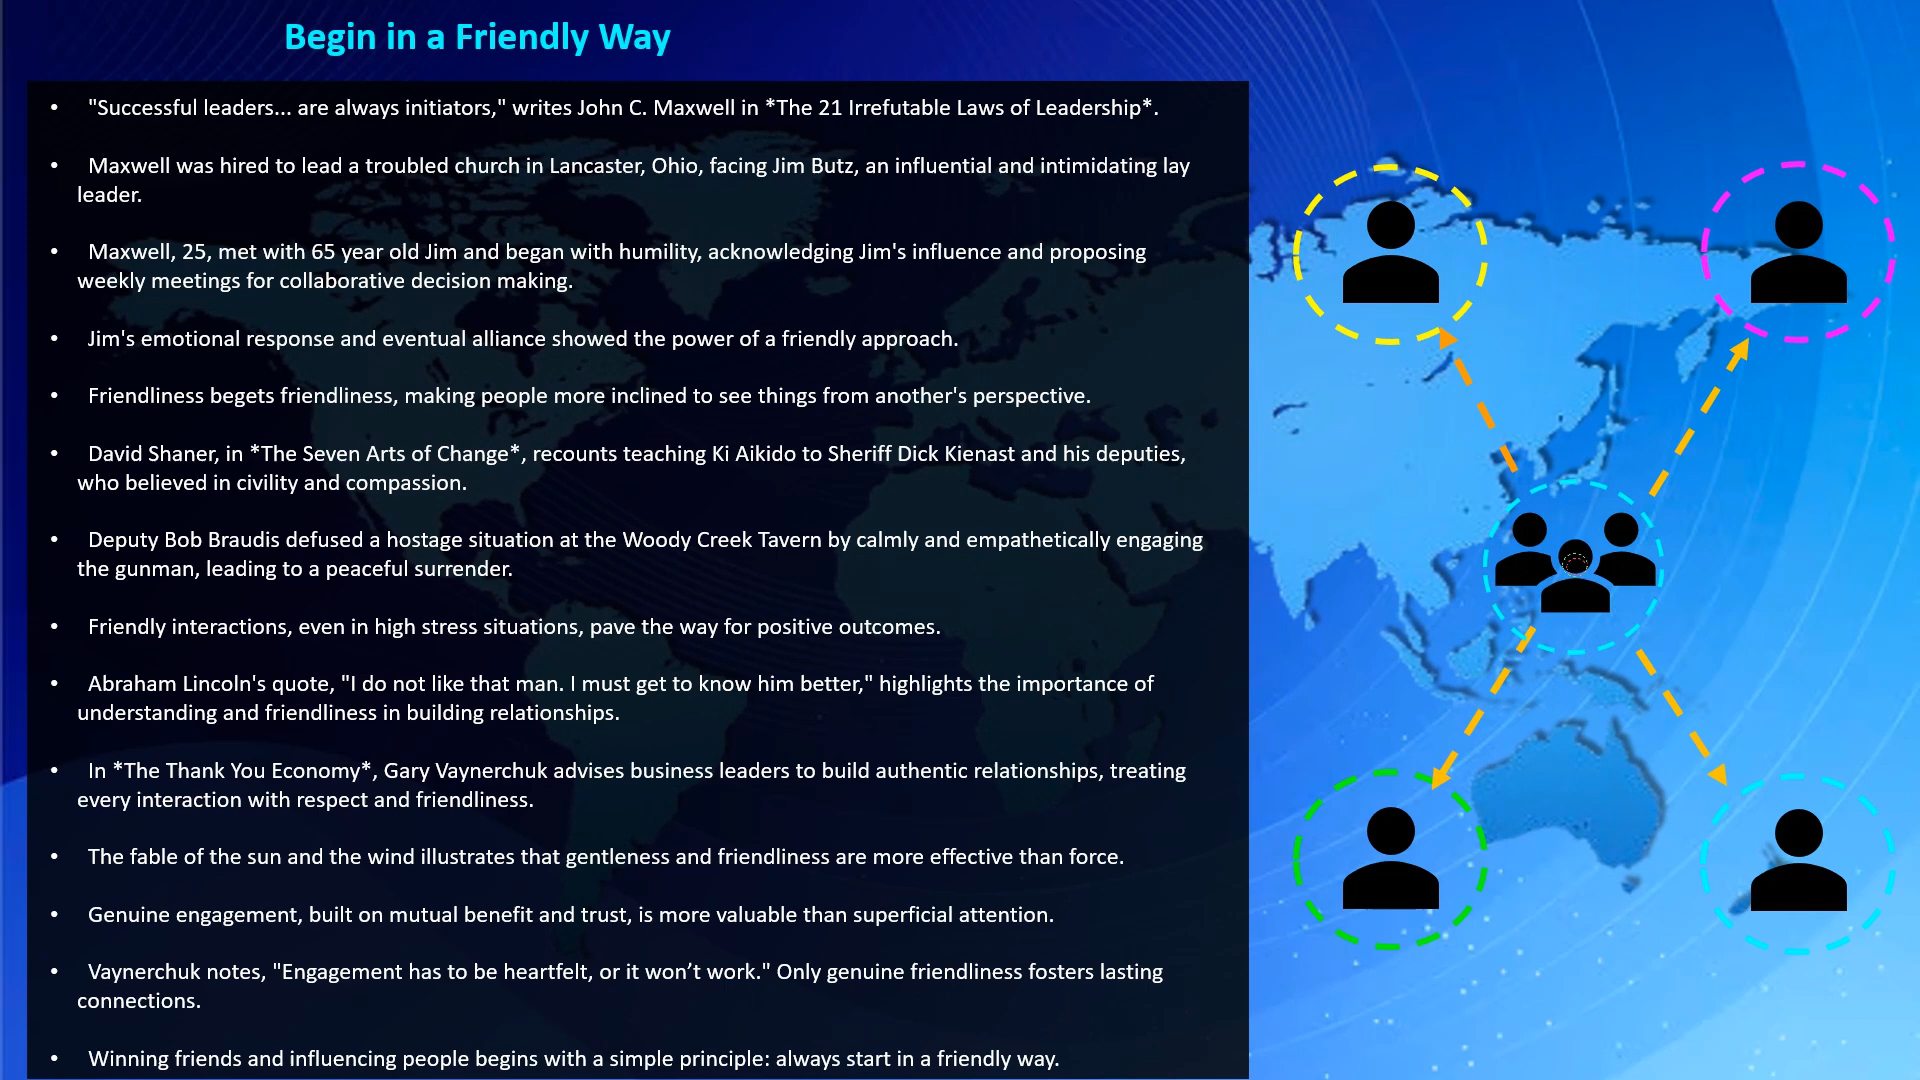 Begin in a Friendly Way
• "Successful leaders... are always initiators," writes John C. Maxwell in *The 21 Irrefutable Laws of Leadership*.
• Maxwell was hired to lead a troubled church in Lancaster, Ohio, facing Jim Butz, an influential and intimidating lay
leader.
• Maxwell, 25, met with 65 year old Jim and began with humility, acknowledging Jim's influence and proposing
weekly meetings for collaborative decision making.
• Jim's emotional response and eventual alliance showed the power of a friendly approach.
• Friendliness begets friendliness, making people more inclined to see things from another's perspective.
• David Shaner, in *The Seven Arts of Change*, recounts teaching Ki Aikido to Sheriff Dick Kienast and his deputies,
who believed in civility and compassion.
• Deputy Bob Braudis defused a hostage situation at the Woody Creek Tavern by calmly and empathetically engaging
the gunman, leading to a peaceful surrender.
• Friendly interactions, even in high stress situations, pave the way for positive outcomes.
• Abraham Lincoln's quote, "I do not like that man. I must get to know him better," highlights the importance of
understanding and friendliness in building relationships.
• In *The Thank You Economy*, Gary Vaynerchuk advises business leaders to build authentic relationships, treating
every interaction with respect and friendliness.
• The fable of the sun and the wind illustrates that gentleness and friendliness are more effective than force.
• Genuine engagement, built on mutual benefit and trust, is more valuable than superficial attention.
• Vaynerchuk notes, "Engagement has to be heartfelt, or it won’t work." Only genuine friendliness fosters lasting
connections.
• Winning friends and influencing people begins with a simple principle: always start in a friendly way.